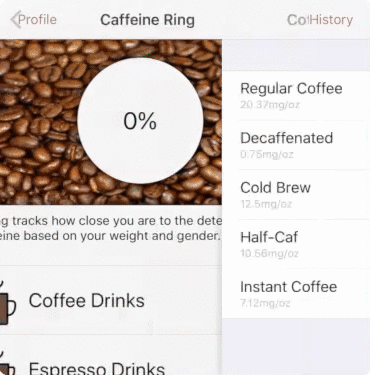 Profile
Caffeine Ring
History
0%
g tracks how close you are to the dete
eine based on your weight and gender.
Coffee Drinks
Espresso Drinks
Regular Coffee
20.37mg/oz
Decaffenated
0.75mg/oz
Cold Brew
12.5mg/oz
Half-Caf
10.56mg/oz
Instant Coffee
7.12mg/oz